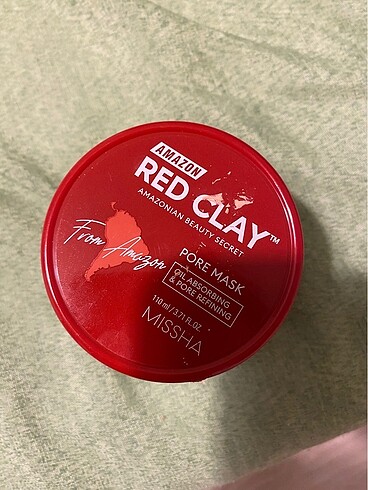 AMAZON
RED CLAY™
AMAZONIAN BEAUTY SECRET
From Amazon
PORE MASK
OIL ABSORBING
& PORE REFINING
110 ml / 3.71 FL.OZ.
MISSHA